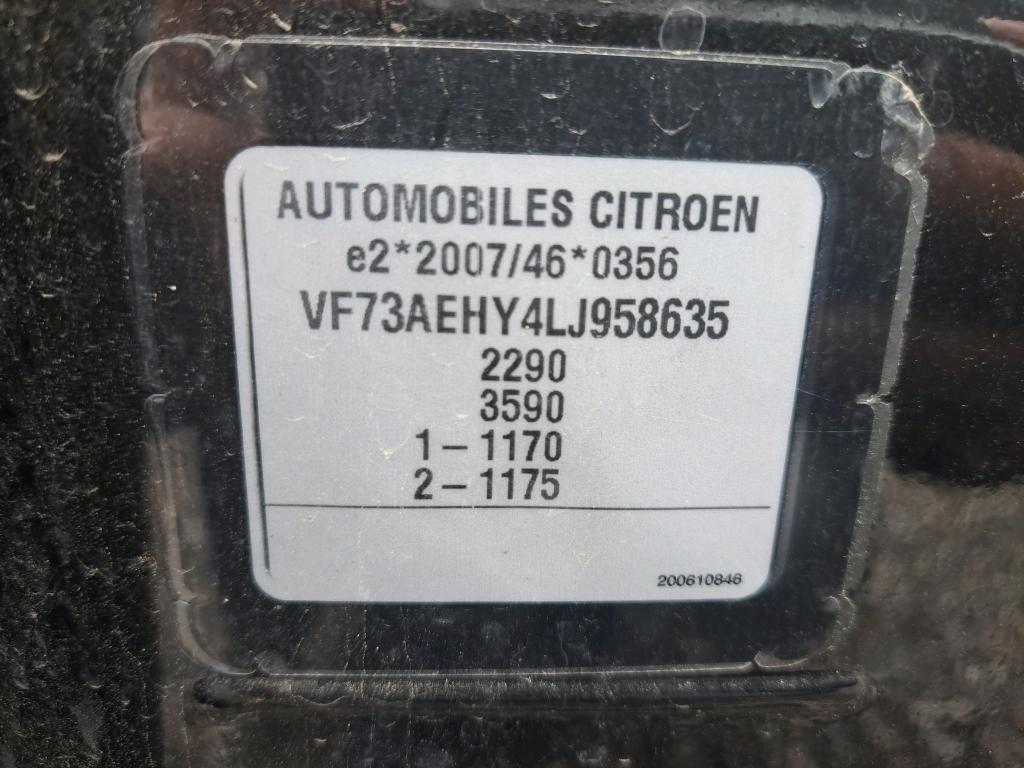 AUTOMOBILES CITROEN
e2*2007/46*0356
VF73AEHY4LJ958635
2290
3590
1-1170
2-1175
200610846